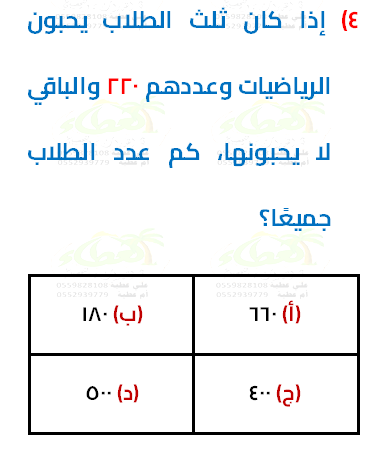 ٤) إذا كان ثلث الطلاب يحبون
الرياضيات وعددهم ٢٢٠ والباقي
لا يحبونها، كم عدد الطلاب
جميعًا؟
(أ) ٦٦٠ (ب) ١٨٠
(ج) ٤٠٠ (د) ٥٠٠